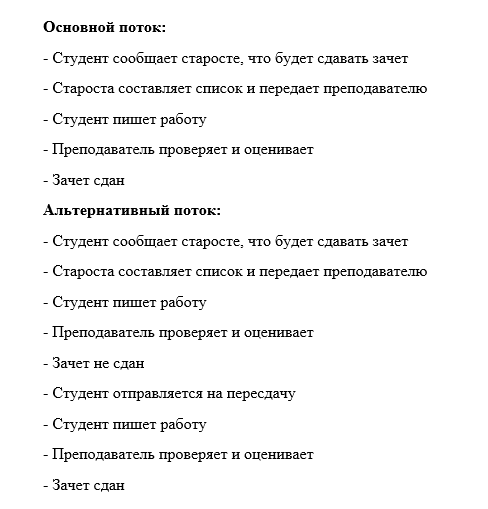 Основной поток:
- Студент сообщает старосте, что будет сдавать зачет
- Староста составляет список и передает преподавателю
- Студент пишет работу
- Преподаватель проверяет и оценивает
- Зачет сдан
Альтернативный поток:
- Студент сообщает старосте, что будет сдавать зачет
- Староста составляет список и передает преподавателю
- Студент пишет работу
- Преподаватель проверяет и оценивает
- Зачет не сдан
- Студент отправляется на пересдачу
- Студент пишет работу
- Преподаватель проверяет и оценивает
- Зачет сдан